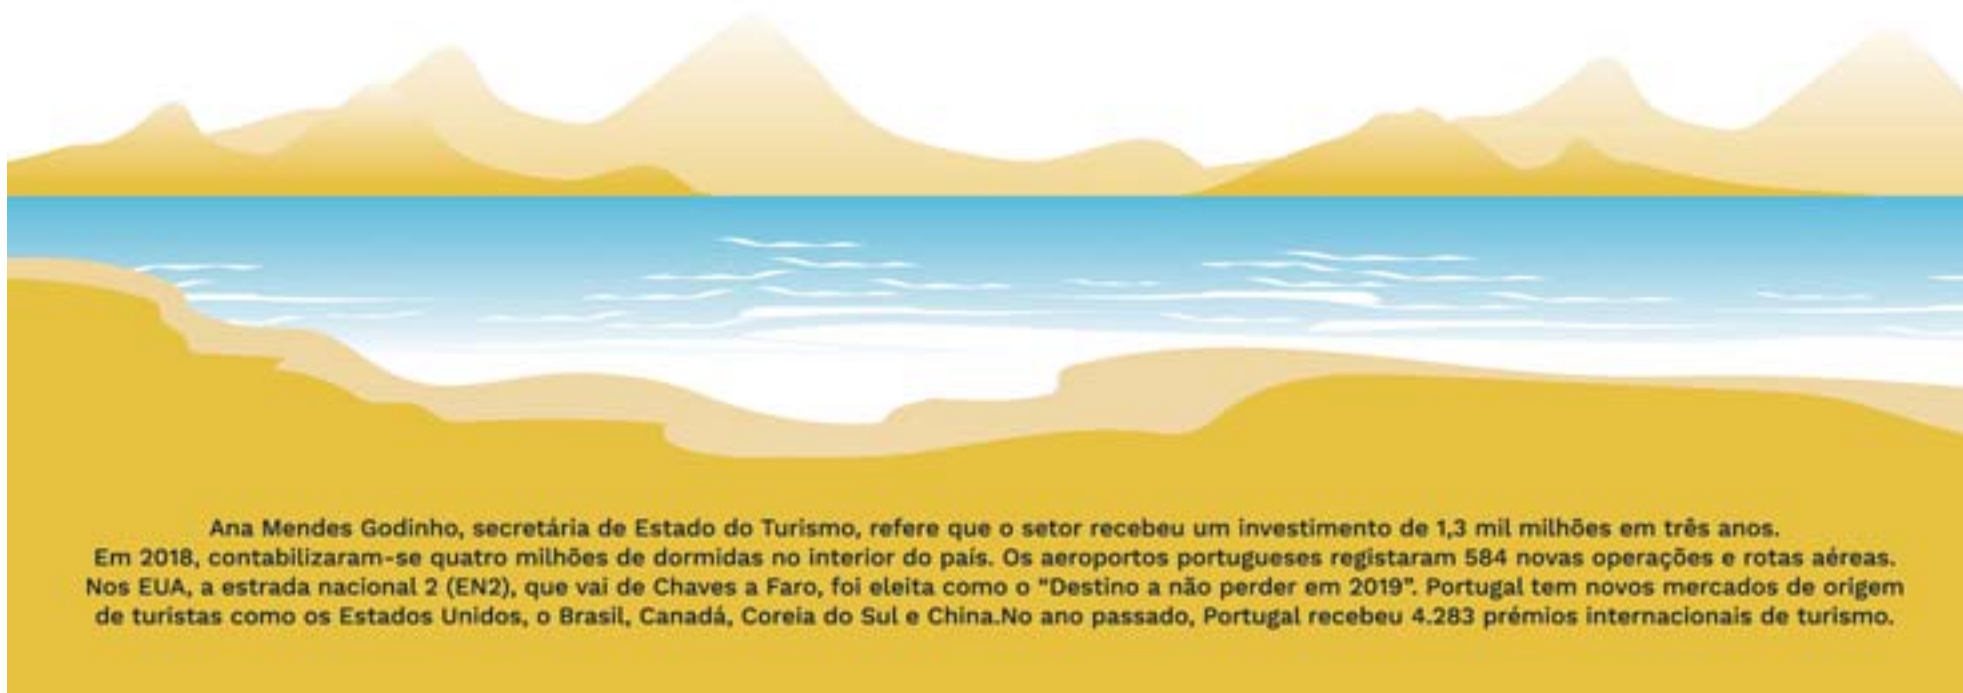 Ana Mendes Godinho, secretária de Estado do Turismo, refere que o setor recebeu um investimento de 1,3 mil milhões em três anos.
Em 2018, contabilizaram-se quatro milhões de dormidas no interior do país. Os aeroportos portugueses registaram 584 novas operações e rotas aéreas.
Nos EUA, a estrada nacional 2 (EN2), que vai de Chaves a Faro, foi eleita como o "Destino a não perder em 2019". Portugal tem novos mercados de origem
de turistas como os Estados Unidos, o Brasil, Canadá, Coreia do Sul e China.No ano passado, Portugal recebeu 4.283 prémios internacionais de turismo.